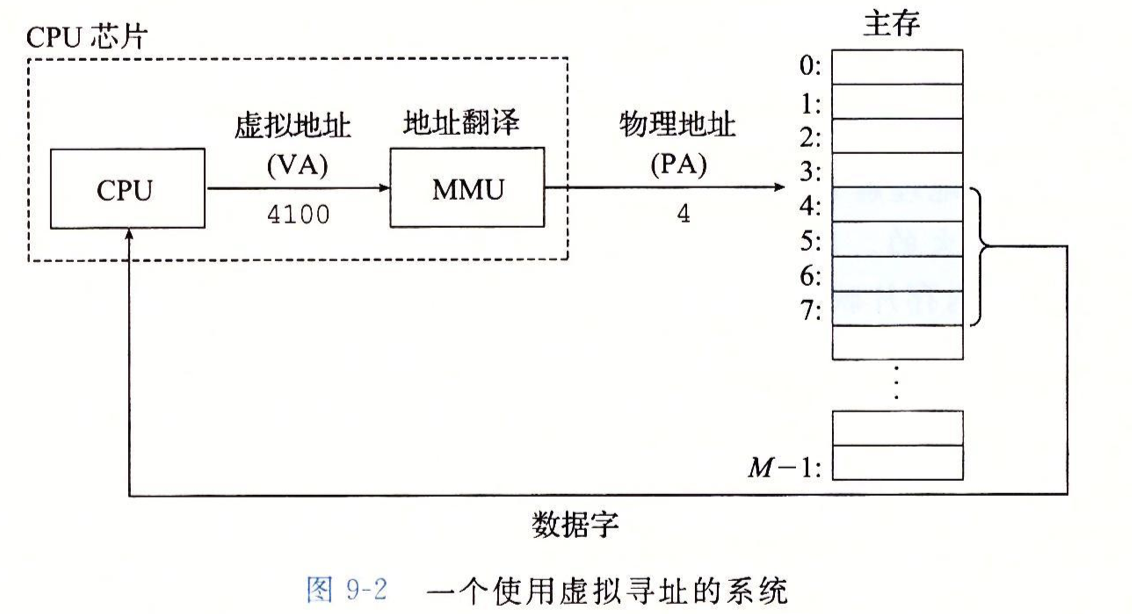 CPU 芯片
主存
虚拟地址
(VA)
4100
地址翻译
物理地址
(PA)
4
CPU
MMU
0:
1:
2:
3:
4:
5:
6:
7:
M−1:
数据字
图 9-2 一个使用虚拟寻址的系统